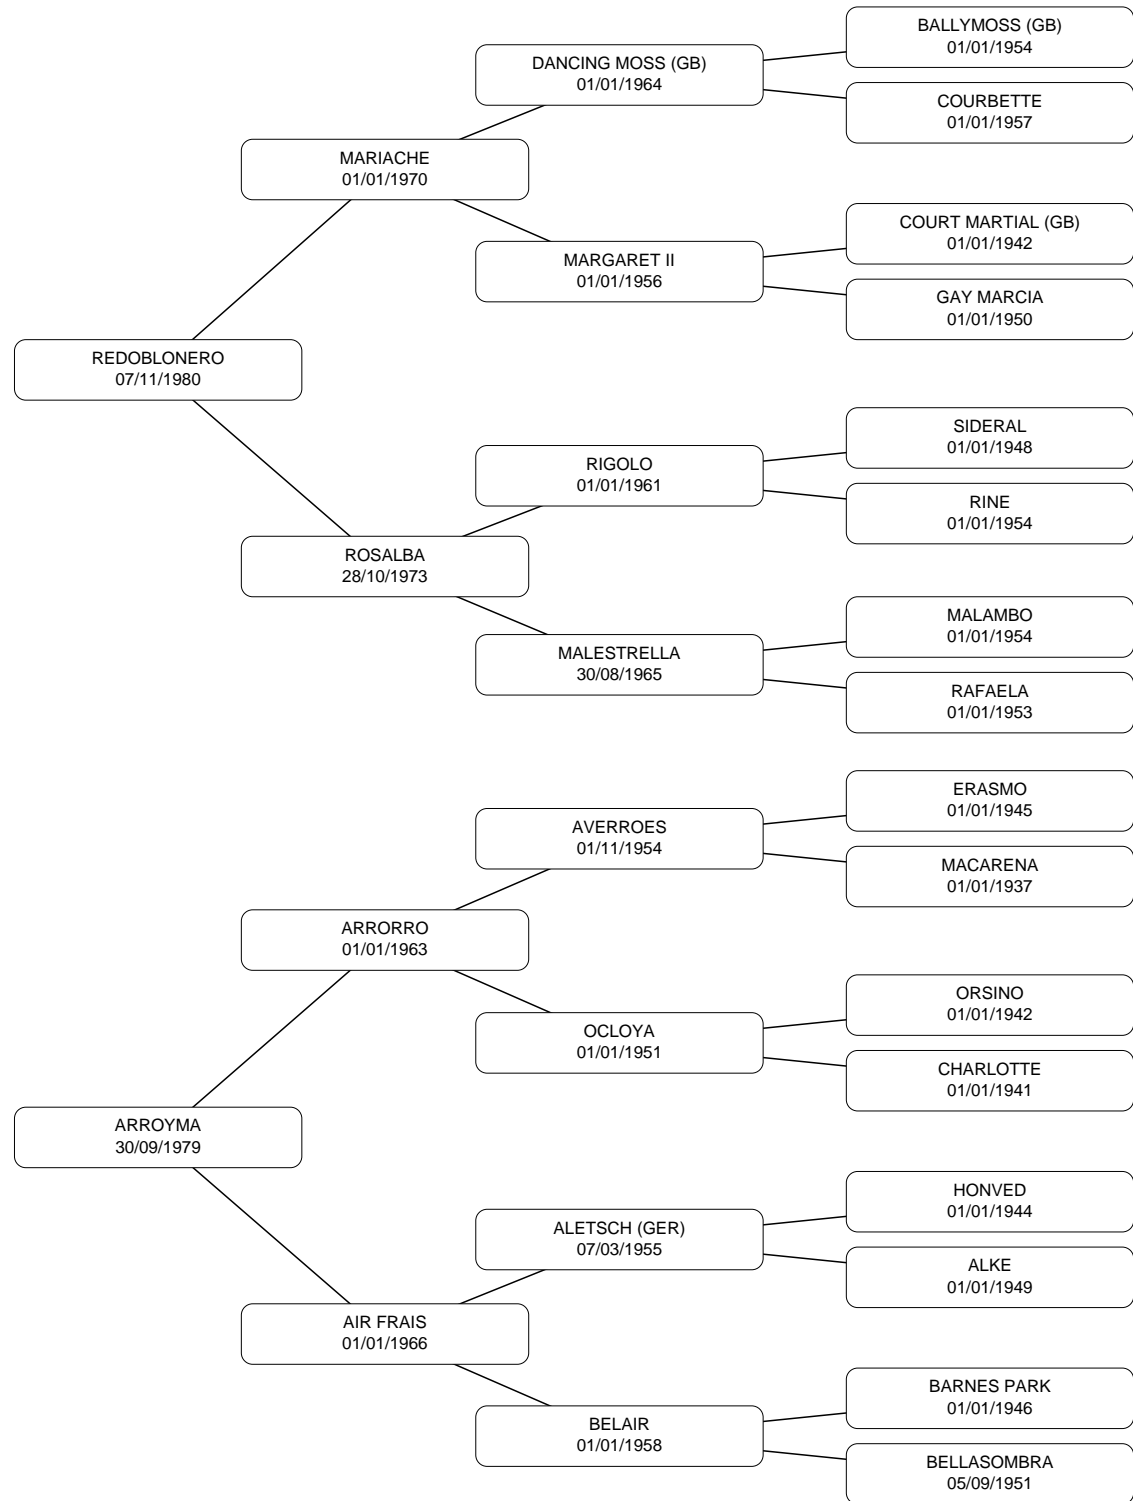 BALLYMOSS (GB)
01/01/1954
DANCING MOSS (GB)
01/01/1964
COURBETTE
01/01/1957
MARIACHE
01/01/1970
COURT MARTIAL (GB)
01/01/1942
MARGARET II
01/01/1956
GAY MARCIA
01/01/1950
REDOBLONERO
07/11/1980
SIDERAL
01/01/1948
RIGOLO
01/01/1961
RINE
01/01/1954
ROSALBA
28/10/1973
MALAMBO
01/01/1954
MALESTRELLA
30/08/1965
RAFAELA
01/01/1953
ERASMO
01/01/1945
AVERROES
01/11/1954
MACARENA
01/01/1937
ARRORRO
01/01/1963
ORSINO
01/01/1942
OCLOYA
01/01/1951
CHARLOTTE
01/01/1941
ARROYMA
30/09/1979
HONVED
01/01/1944
ALETSCH (GER)
07/03/1955
ALKE
01/01/1949
AIR FRAIS
01/01/1966
BARNES PARK
01/01/1946
BELAIR
01/01/1958
BELLASOMBRA
05/09/1951